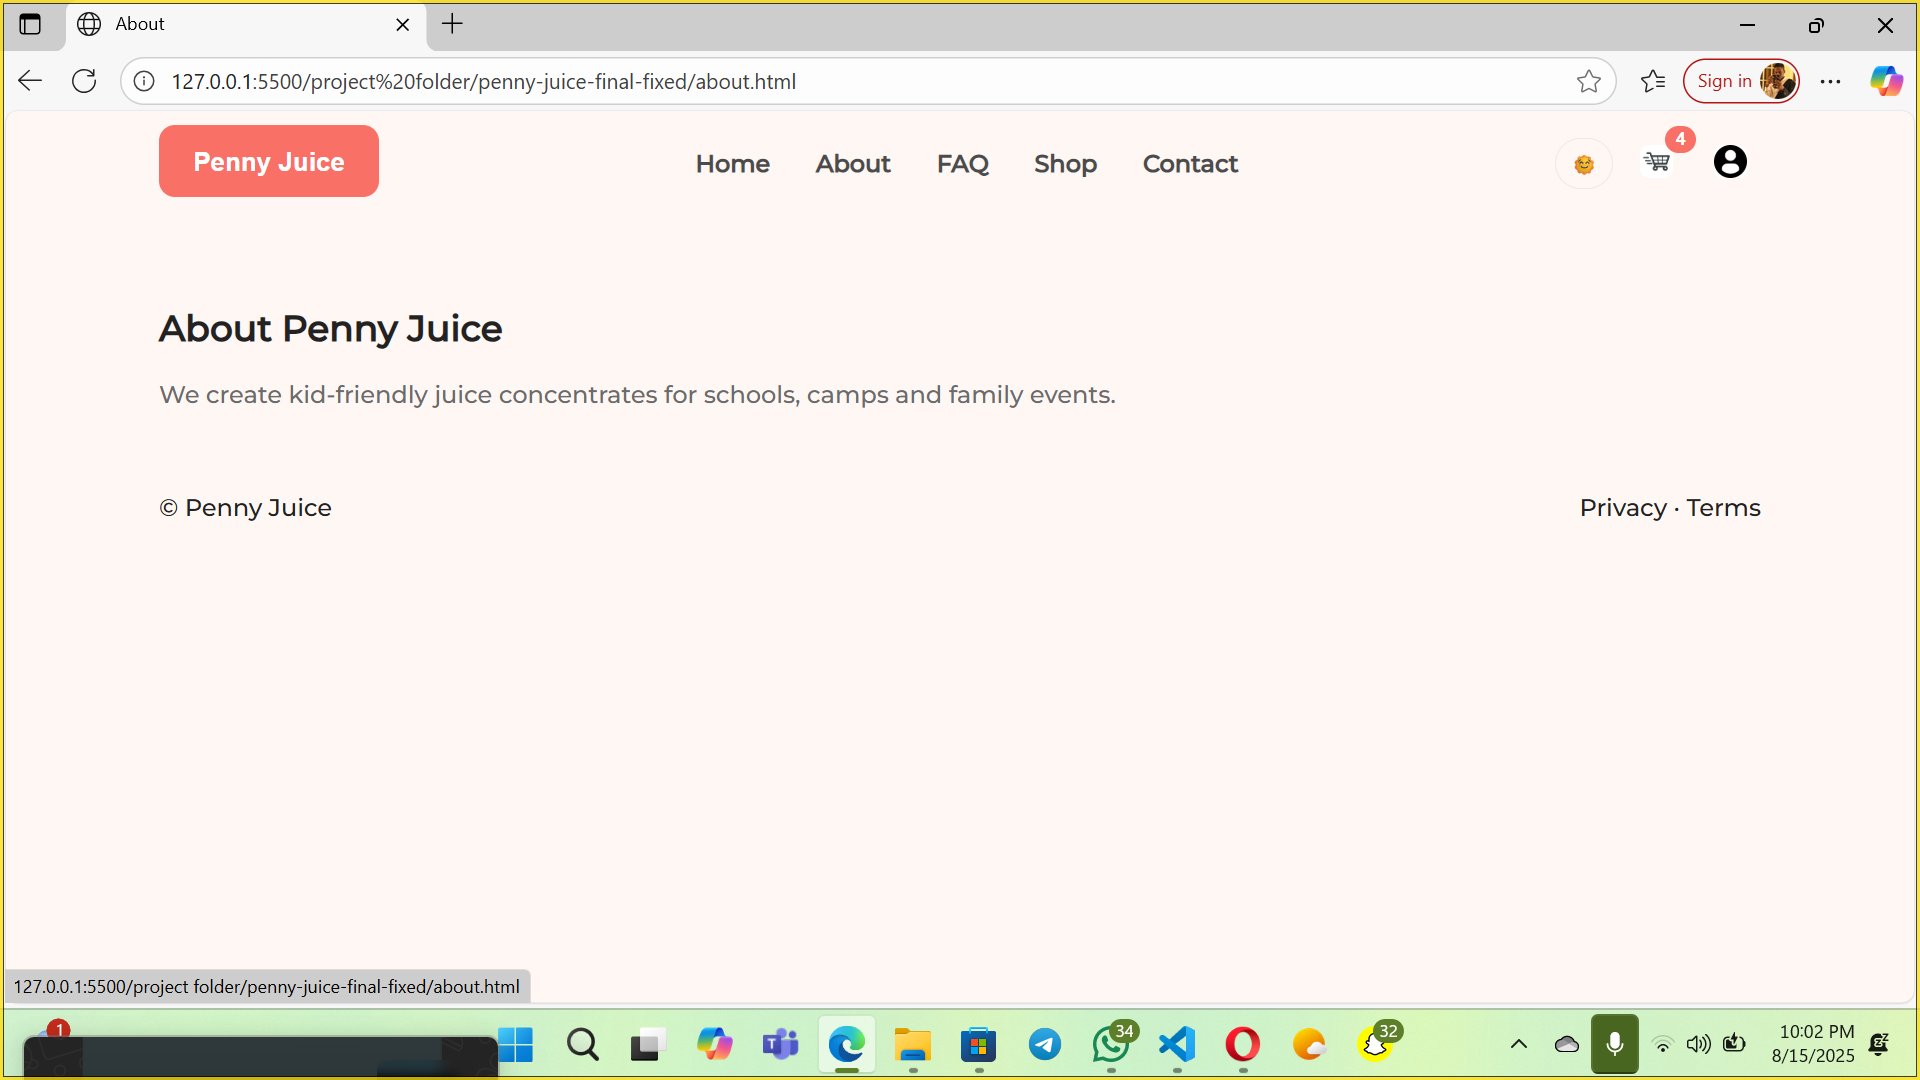 About
127.0.0.1:5500/project%20folder/penny-juice-final-fixed/about.html
Sign in
Penny Juice
Home About FAQ Shop Contact
4
About Penny Juice
We create kid-friendly juice concentrates for schools, camps and family events.
© Penny Juice
Privacy · Terms
127.0.0.1:5500/project folder/penny-juice-final-fixed/about.html
1
34
32
10:02 PM
8/15/2025